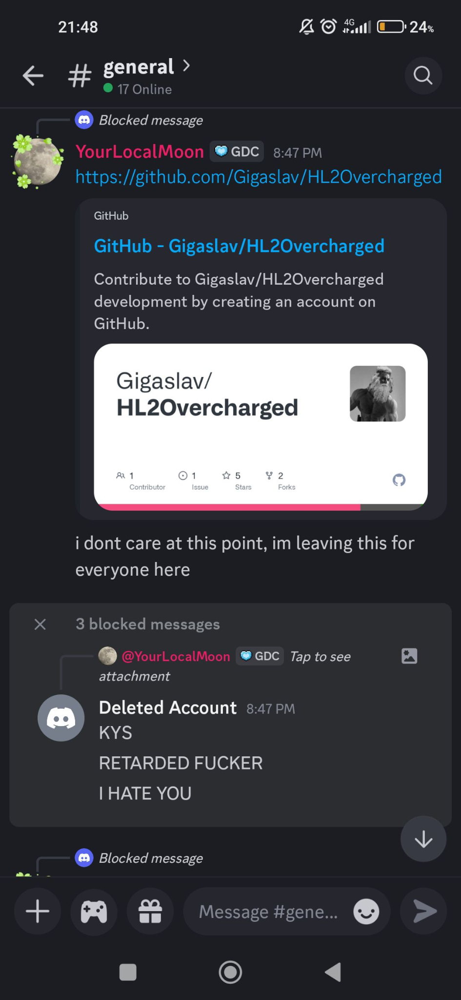 21:48
4G
24%
general
17 Online
Blocked message
YourLocalMoon GDC 8:47 PM
https://github.com/Gigaslav/HL2Overcharged
GitHub
GitHub - Gigaslav/HL2Overcharged
Contribute to Gigaslav/HL2Overcharged
development by creating an account on
GitHub.
Gigaslav/
HL2Overcharged
1
Contributor
1
Issue
5
Stars
2
Forks
i dont care at this point, im leaving this for
everyone here
3 blocked messages
@YourLocalMoon GDC Tap to see
attachment
Deleted Account 8:47 PM
KYS
RETARDED FUCKER
I HATE YOU
Blocked message
Message #gene...